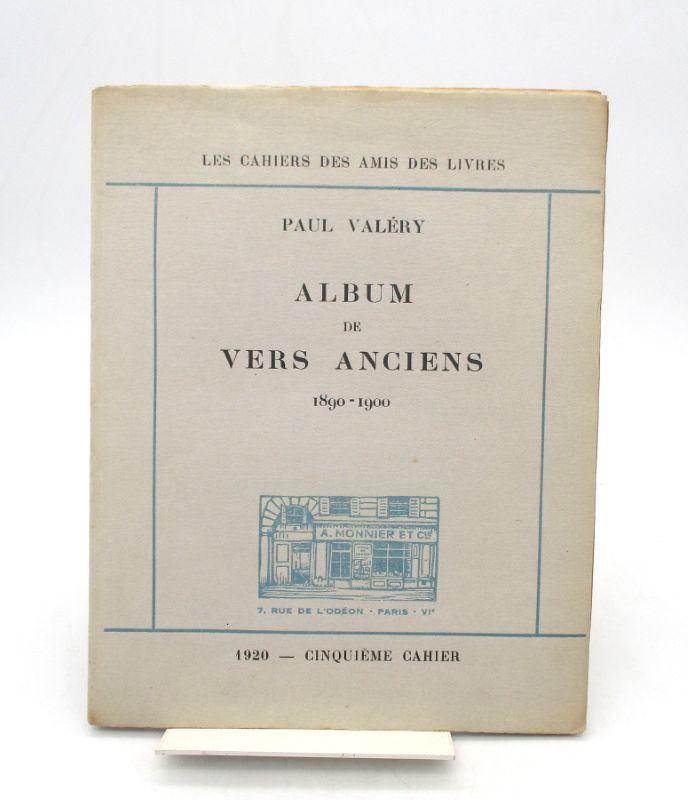 LES CAHIERS DES AMIS DES LIVRES
PAUL VALÉRY
ALBUM
DE
VERS ANCIENS
1890-1900
A. MONNIER ET Cie
7. RUE DE L'ODÉON · PARIS · VIe
1920 — CINQUIÈME CAHIER